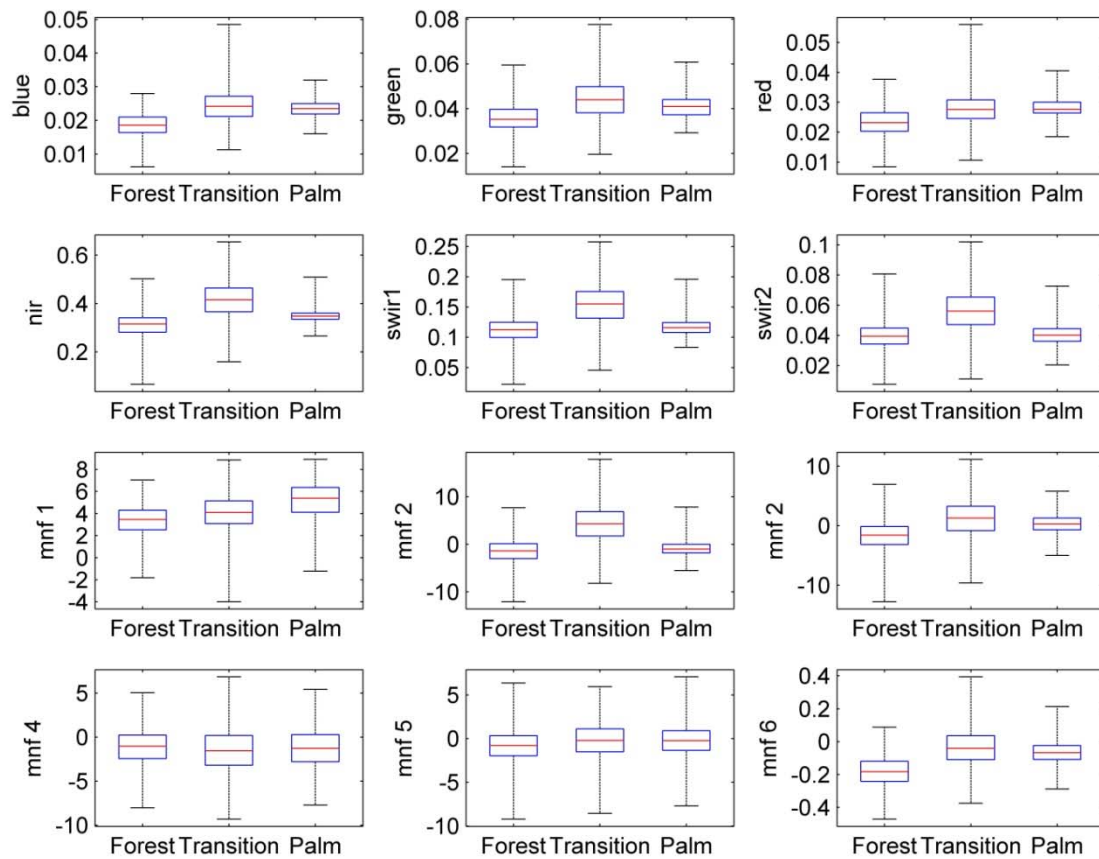 0.05
0.04
0.03
0.02
0.01
blue
Forest Transition Palm
0.08
0.06
0.04
0.02
green
Forest Transition Palm
0.05
0.04
0.03
0.02
0.01
red
Forest Transition Palm
0.6
0.4
0.2
nir
Forest Transition Palm
0.25
0.2
0.15
0.1
0.05
swir1
Forest Transition Palm
0.1
0.08
0.06
0.04
0.02
swir2
Forest Transition Palm
8
6
4
2
0
-2
-4
mnf 1
Forest Transition Palm
10
0
-10
mnf 2
Forest Transition Palm
10
0
-10
mnf 2
Forest Transition Palm
5
0
-5
-10
mnf 4
Forest Transition Palm
5
0
-5
-10
mnf 5
Forest Transition Palm
0.4
0.2
0
-0.2
-0.4
mnf 6
Forest Transition Palm